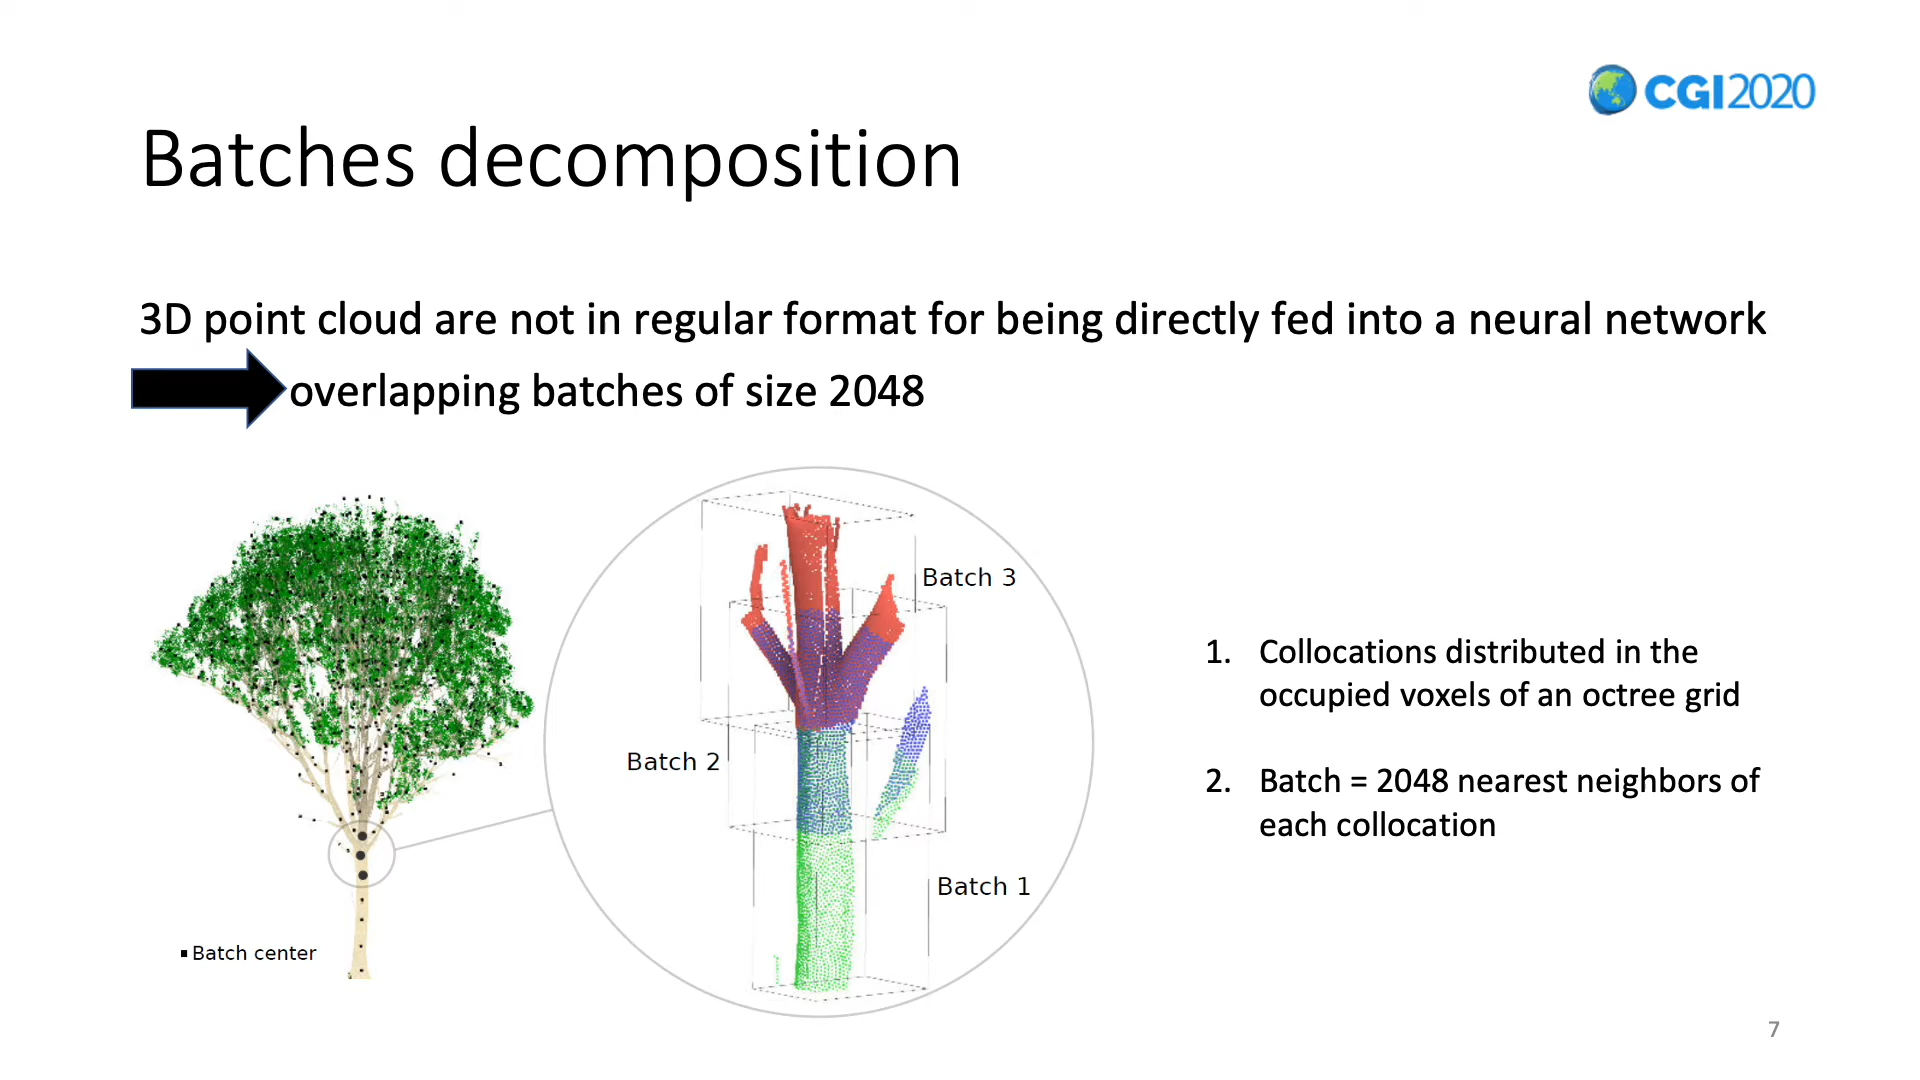 CGI2020
Batches decomposition
3D point cloud are not in regular format for being directly fed into a neural network
overlapping batches of size 2048
Batch 3
Batch 2
Batch 1
Batch center
1. Collocations distributed in the
occupied voxels of an octree grid
2. Batch = 2048 nearest neighbors of
each collocation
7